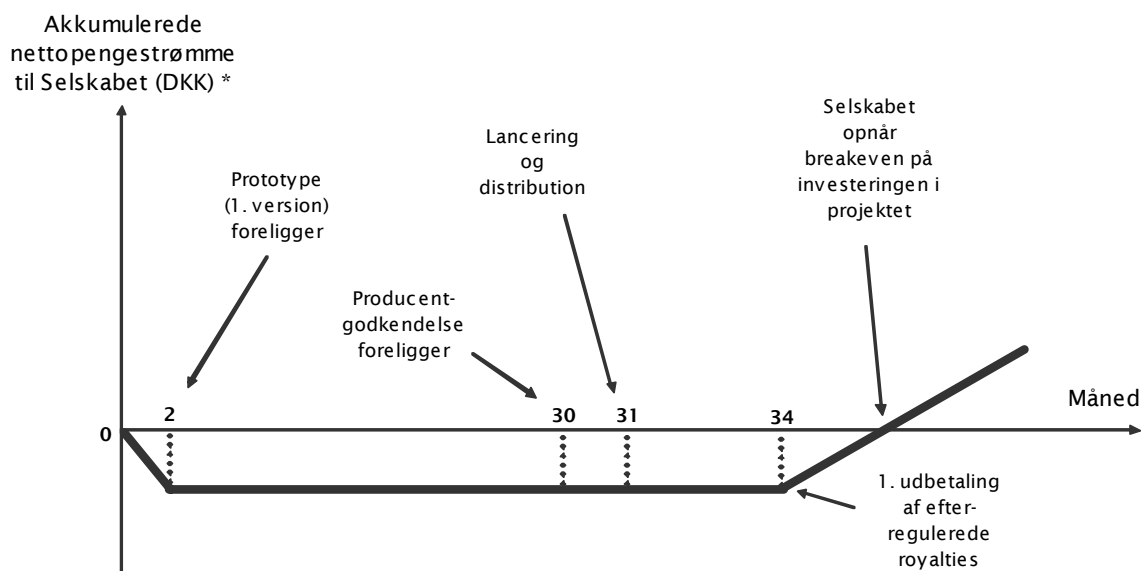 Akkumulerede
nettopengestrømme
til Selskabet (DKK) *
Prototype
(1. version)
foreligger
Producent-
godkendelse
foreligger
Lancering
og
distribution
Selskabet
opnår
breakeven på
investeringen i
projektet
Måned
0
2
30
31
34
1. udbetaling
af efter-
regulerede
royalties